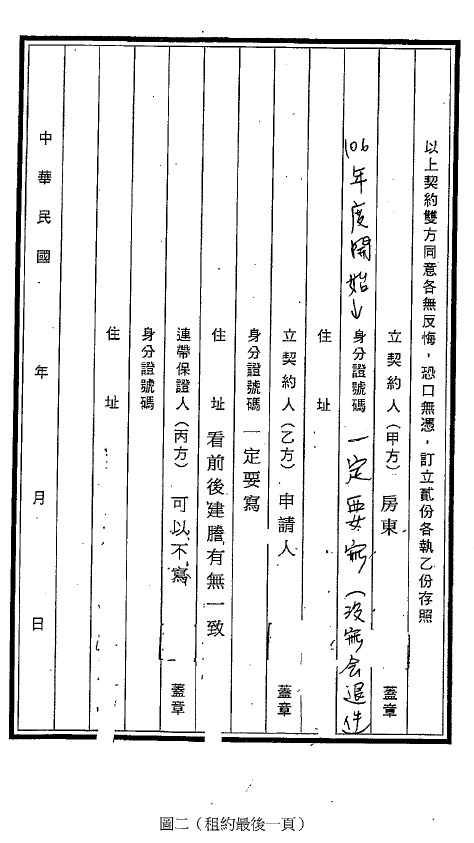 以上契約雙方同意各無反悔，恐口無憑，訂立貳份各執乙份存照
立契約人（甲方）房東 蓋章
106年度開始↓身分證號碼 一定要寫（沒寫會退件
住 址
立契約人（乙方）申請人 蓋章
身分證號碼 一定要寫
住 址 看前後建謄有無一致
連帶保證人（丙方）可以不寫 蓋章
身分證號碼
住 址
中華民國 年 月 日
圖二（租約最後一頁）